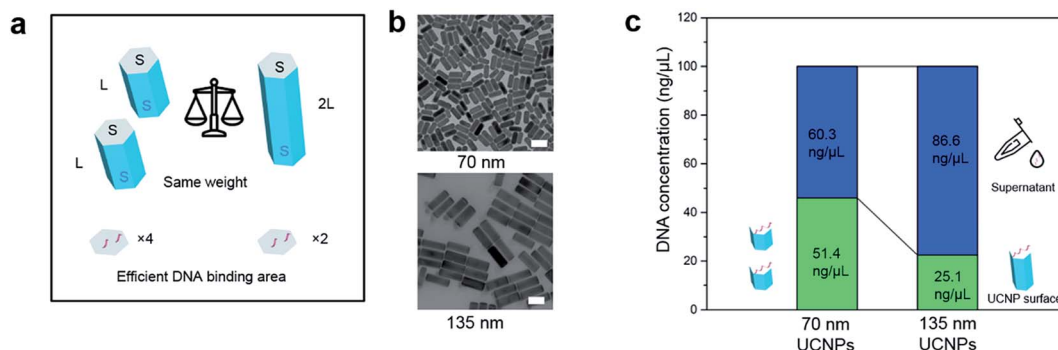 a
S
L
S
S
L
S
S
2L
S
Same weight
×4
×2
Efficient DNA binding area
b
70 nm
135 nm
c
DNA concentration (ng/μL)
120
100
80
60
40
20
0
60.3
ng/μL
86.6
ng/μL
51.4
ng/μL
25.1
ng/μL
Supernatant
UCNP surface
70 nm
UCNPs
135 nm
UCNPs